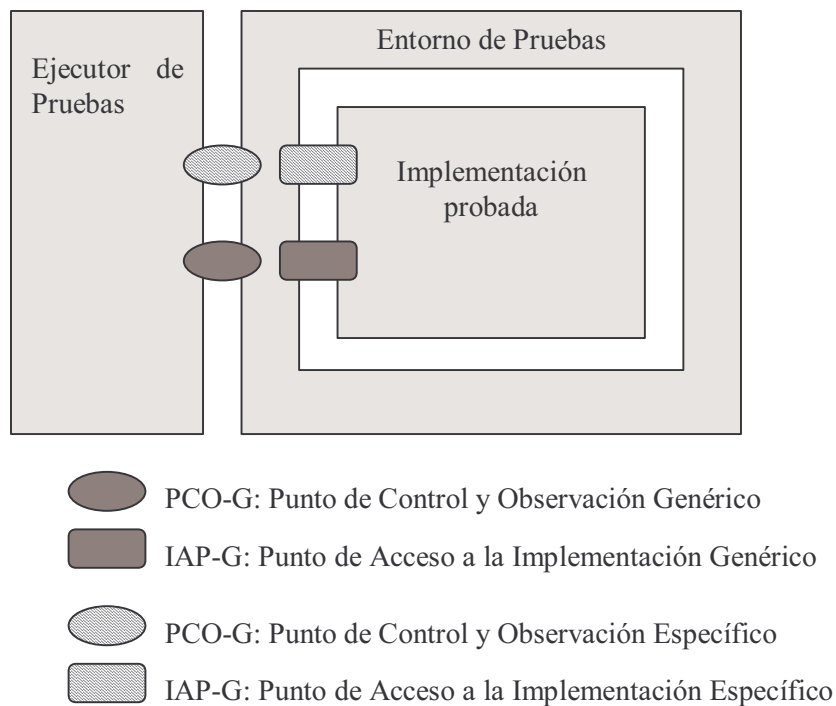 Ejecutor de
Pruebas
Entorno de Pruebas
Implementación
probada
PCO-G: Punto de Control y Observación Genérico
IAP-G: Punto de Acceso a la Implementación Genérico
PCO-G: Punto de Control y Observación Específico
IAP-G: Punto de Acceso a la Implementación Específico